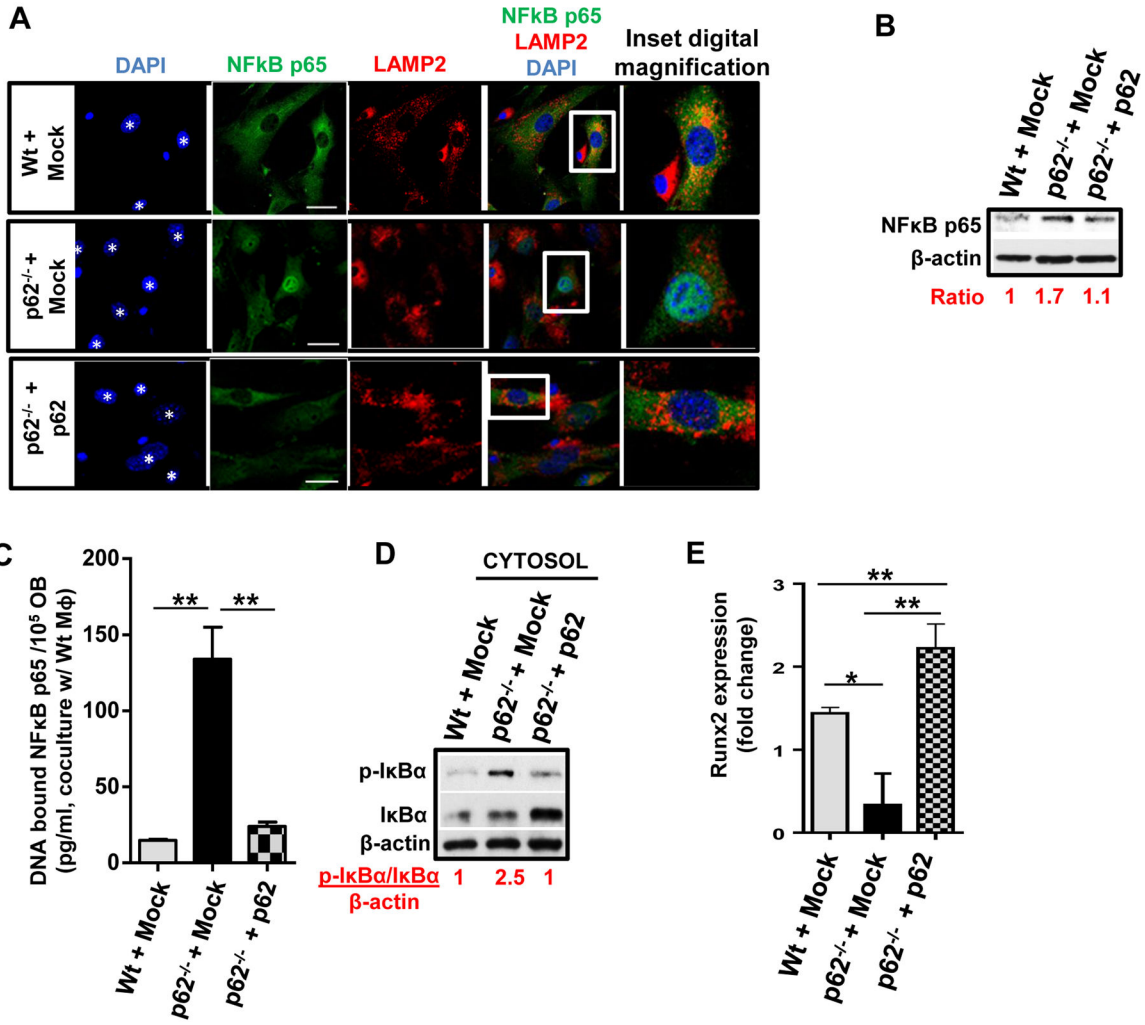 A
DAPI
NFkB p65
LAMP2
NFkB p65
LAMP2
DAPI
Inset digital
magnification
Wt +
Mock
p62-/- +
Mock
p62-/- +
p62
* * *
* * * * * * *
* * * * *
B
Wt + Mock
p62-/- + Mock
p62-/- + p62
NFκB p65
β-actin
Ratio 1 1.7 1.1
C
DNA bound NFκB p65 /10⁵ OB
(pg/ml, coculture w/ Wt Mϕ)
200
150
100
50
0
** **
Wt + Mock
p62-/- + Mock
p62-/- + p62
D
CYTOSOL
Wt + Mock
p62-/- + Mock
p62-/- + p62
p-IκBα
IκBα
β-actin
p-IκBα/IκBα 1 2.5 1
β-actin
E
Runx2 expression
(fold change)
3
2
1
0
**
**
*
Wt + Mock
p62-/- + Mock
p62-/- + p62